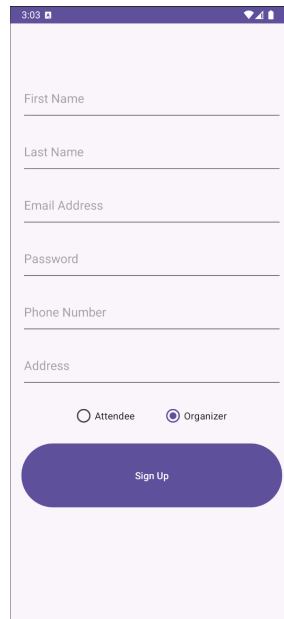 3:03
First Name
Last Name
Email Address
Password
Phone Number
Address
Attendee Organizer
Sign Up